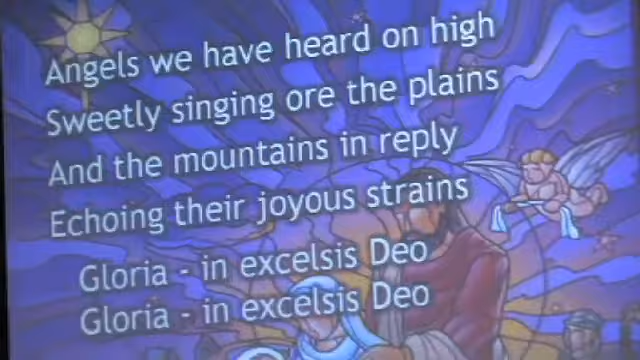 Angels we have heard on high
Sweetly singing ore the plains
And the mountains in reply
Echoing their joyous strains
Gloria - in excelsis Deo
Gloria - in excelsis Deo